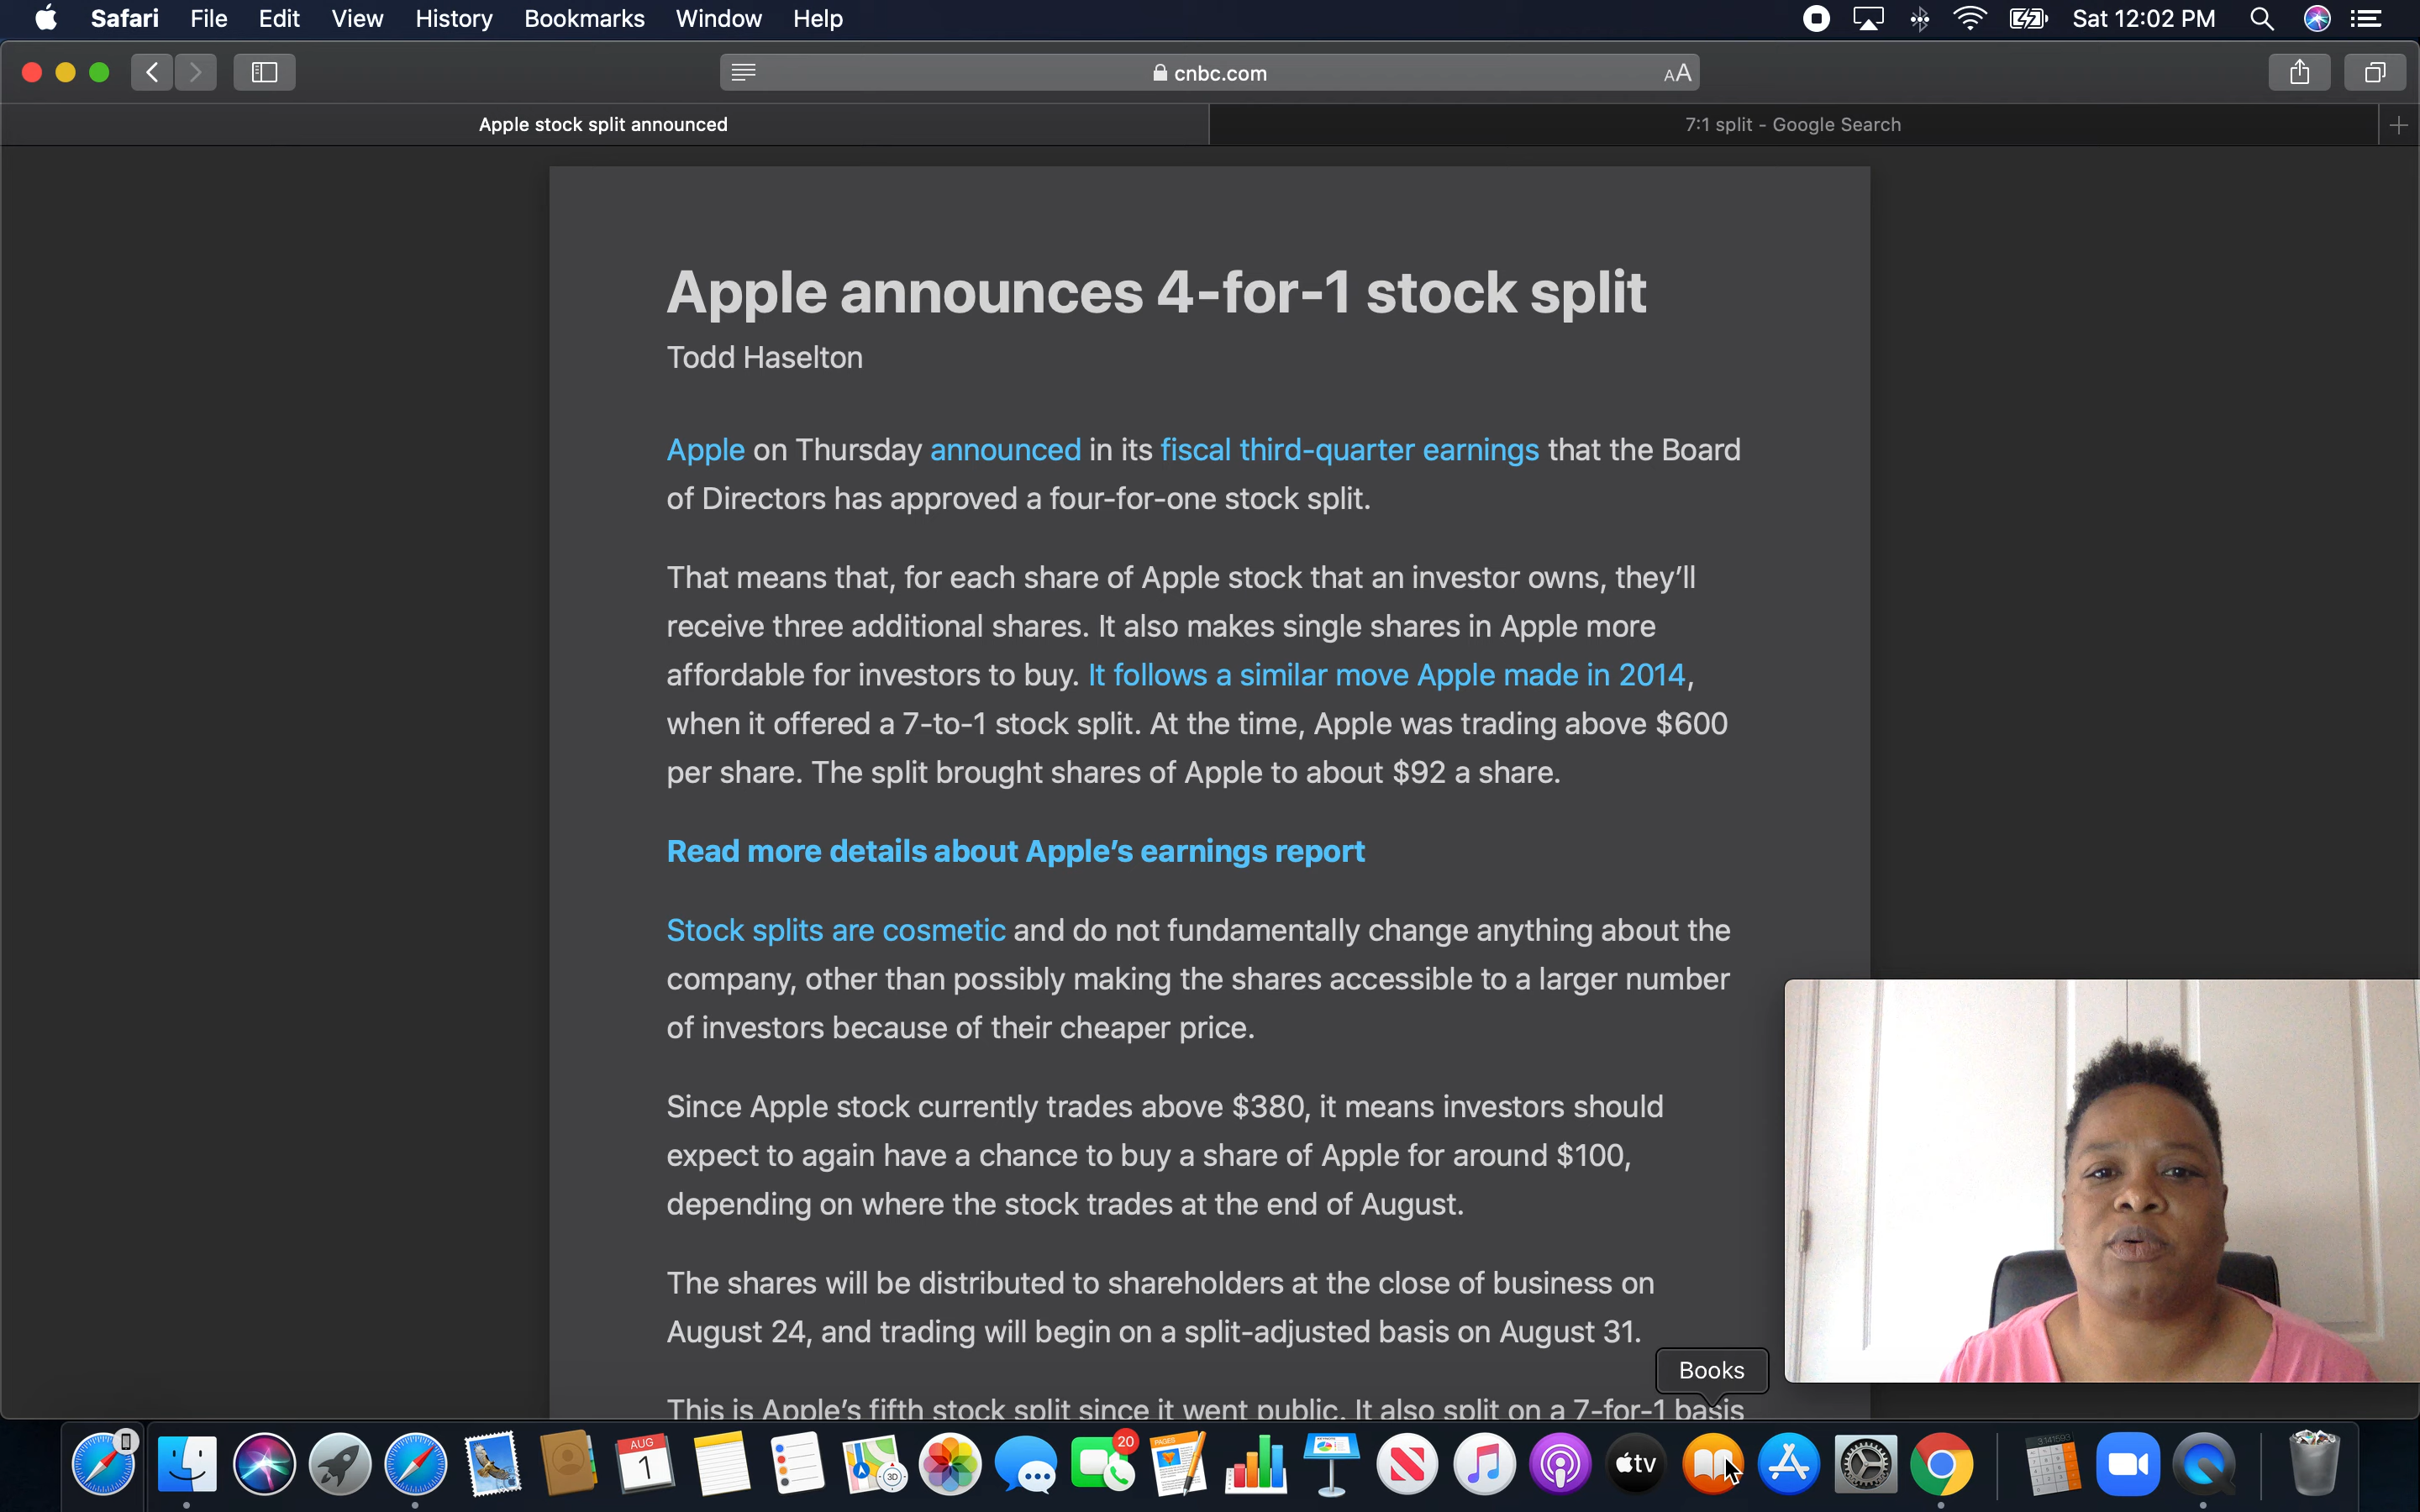 Safari File Edit View History Bookmarks Window Help Sat 12:02 PM
cnbc.com AA
Apple stock split announced 7:1 split - Google Search
Apple announces 4-for-1 stock split
Todd Haselton
Apple on Thursday announced in its fiscal third-quarter earnings that the Board
of Directors has approved a four-for-one stock split.
That means that, for each share of Apple stock that an investor owns, they’ll
receive three additional shares. It also makes single shares in Apple more
affordable for investors to buy. It follows a similar move Apple made in 2014,
when it offered a 7-to-1 stock split. At the time, Apple was trading above $600
per share. The split brought shares of Apple to about $92 a share.
Read more details about Apple’s earnings report
Stock splits are cosmetic and do not fundamentally change anything about the
company, other than possibly making the shares accessible to a larger number
of investors because of their cheaper price.
Since Apple stock currently trades above $380, it means investors should
expect to again have a chance to buy a share of Apple for around $100,
depending on where the stock trades at the end of August.
The shares will be distributed to shareholders at the close of business on
August 24, and trading will begin on a split-adjusted basis on August 31.
Books
This is Apple’s fifth stock split since it went public. It also split on a 7-for-1 basis
AUG
1
3D
20
PAGES
tv
3.141593